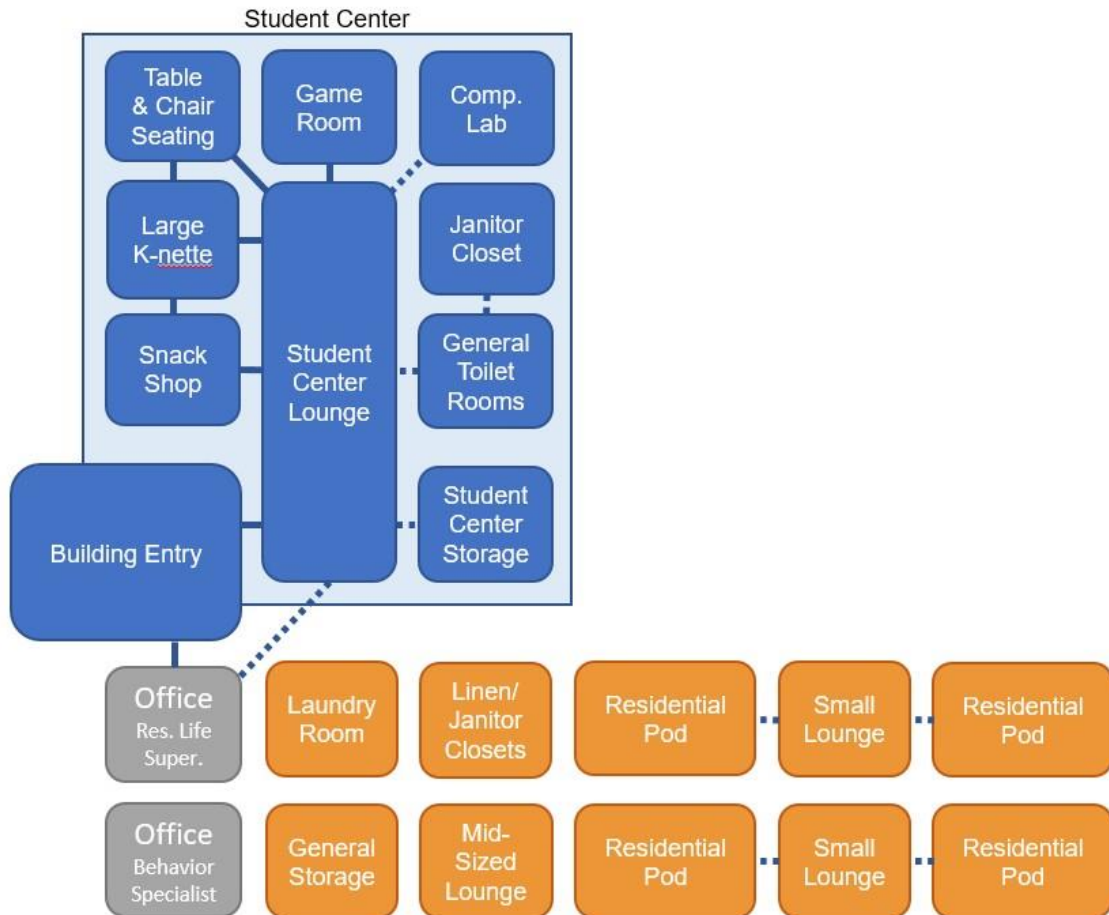 Student Center
Table
& Chair
Seating
Game
Room
Comp.
Lab
Large
K-nette
Janitor
Closet
Snack
Shop
Student
Center
Lounge
General
Toilet
Rooms
Building Entry
Student
Center
Storage
Office
Res. Life
Super.
Laundry
Room
Linen/
Janitor
Closets
Residential
Pod
Small
Lounge
Residential
Pod
Office
Behavior
Specialist
General
Storage
Mid-
Sized
Lounge
Residential
Pod
Small
Lounge
Residential
Pod